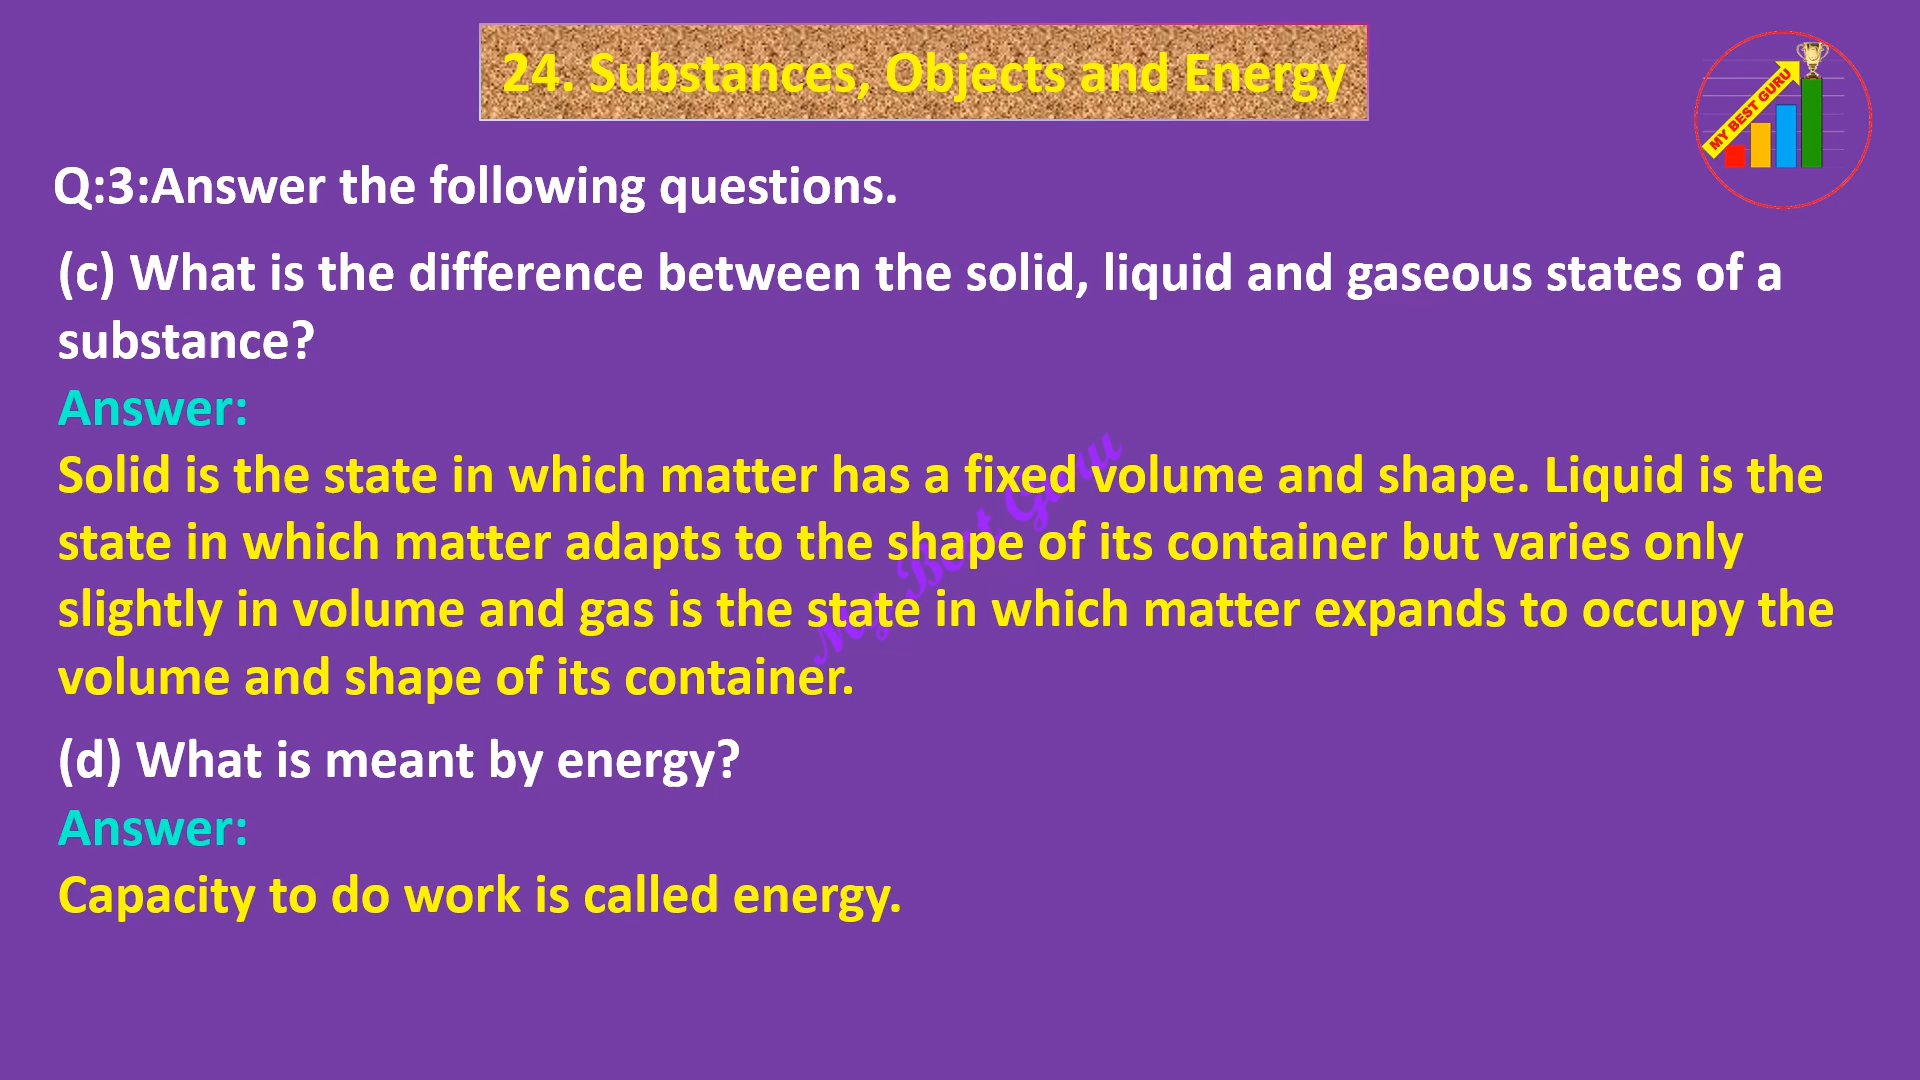 24. Substances, Objects and Energy
MY BEST GURU
Q:3:Answer the following questions.
(c) What is the difference between the solid, liquid and gaseous states of a
substance?
Answer:
Solid is the state in which matter has a fixed volume and shape. Liquid is the
state in which matter adapts to the shape of its container but varies only
slightly in volume and gas is the state in which matter expands to occupy the
volume and shape of its container.
My Best Guru
(d) What is meant by energy?
Answer:
Capacity to do work is called energy.